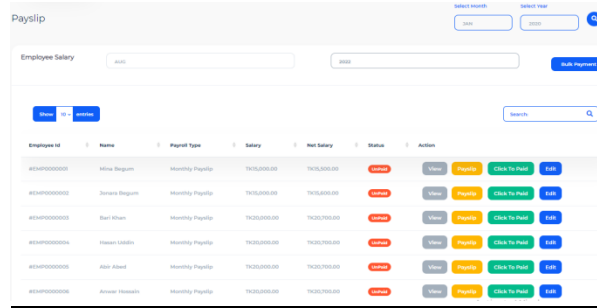 Select Month Select Year
Payslip
JAN 2020
Employee Salary
2022
Bulk Payment
Show 10 entries
Search:
Employee Id Name Payroll Type Salary Net Salary Status Action
#EMP0000001 Mina Begum Monthly Payslip TK15,000.00 TK15,500.00 UnPaid View Payslip Click To Paid Edit
#EMP0000002 Jonara Begum Monthly Payslip TK15,000.00 TK15,600.00 UnPaid View Payslip Click To Paid Edit
#EMP0000003 Bari Khan Monthly Payslip TK20,000.00 TK20,700.00 UnPaid View Payslip Click To Paid Edit
#EMP0000004 Hasan Uddin Monthly Payslip TK20,000.00 TK20,700.00 UnPaid View Payslip Click To Paid Edit
#EMP0000005 Abir Abed Monthly Payslip TK20,000.00 TK20,700.00 UnPaid View Payslip Click To Paid Edit
#EMP0000006 Anwar Hossain Monthly Payslip TK20,000.00 TK20,700.00 UnPaid View Payslip Click To Paid Edit